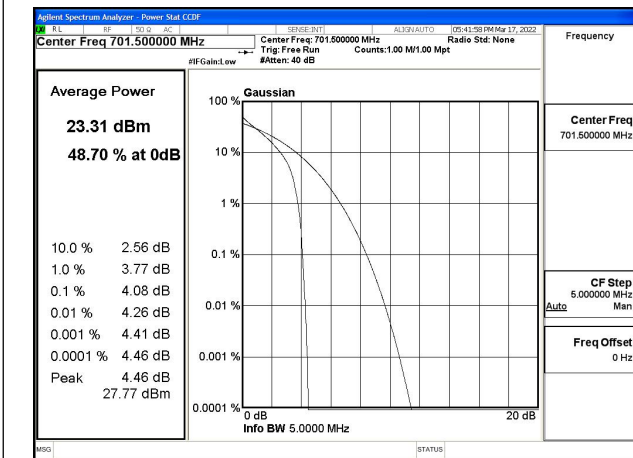 Agilent Spectrum Analyzer - Power Stat CCDF
RL RF 50 Ω AC SENSE:INT ALIGNAUTO 05:41:58 PM Mar 17, 2022
Center Freq 701.500000 MHz
Center Freq: 701.500000 MHz Radio Std: None
Trig: Free Run Counts:1.00 M/1.00 Mpt
#IFGain:Low #Atten: 40 dB
Frequency
Average Power
23.31 dBm
48.70 % at 0dB
10.0 % 2.56 dB
1.0 % 3.77 dB
0.1 % 4.08 dB
0.01 % 4.26 dB
0.001 % 4.41 dB
0.0001 % 4.46 dB
Peak 4.46 dB
27.77 dBm
Gaussian
100 %
10 %
1 %
0.1 %
0.01 %
0.001 %
0.0001 %
0 dB 20 dB
Info BW 5.0000 MHz
Center Freq
701.500000 MHz
CF Step
5.000000 MHz
Auto Man
Freq Offset
0 Hz
MSG STATUS